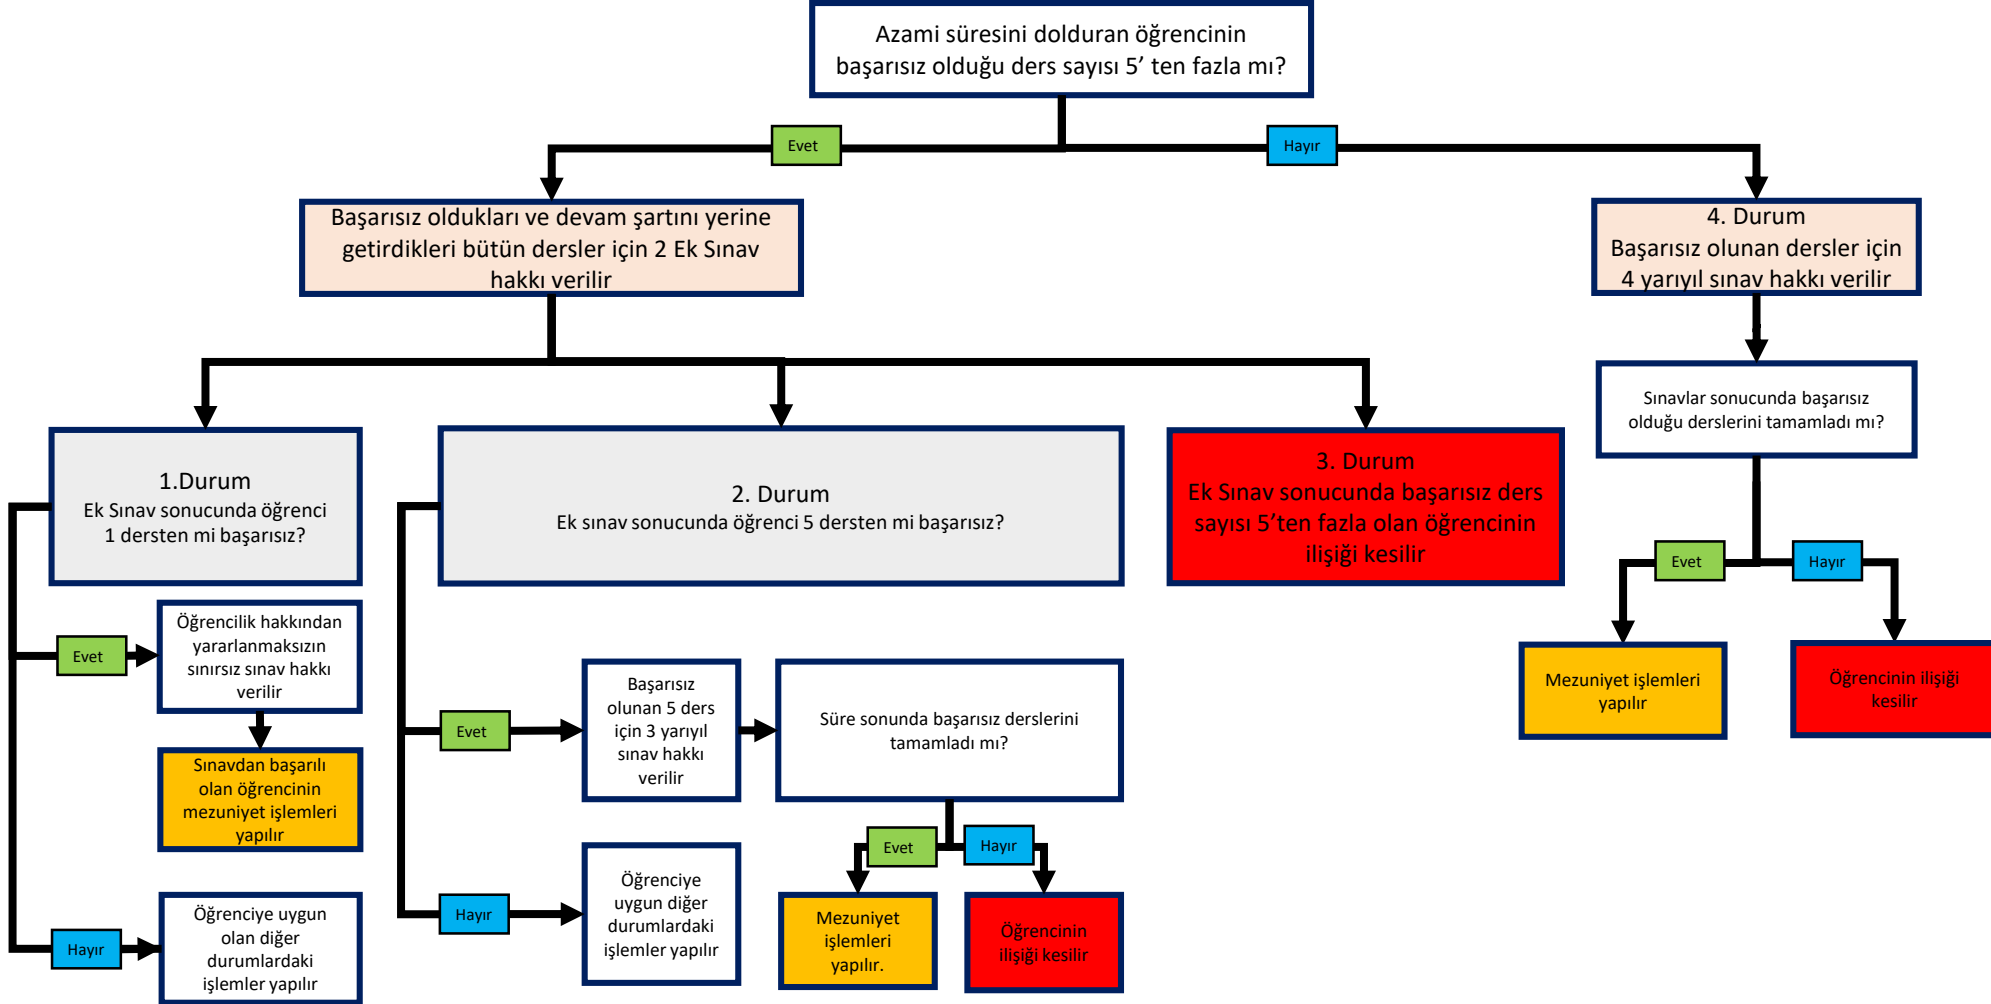 Azami süresini dolduran öğrencinin
başarısız olduğu ders sayısı 5' ten fazla mı?
Evet
Hayır
Başarısız oldukları ve devam şartını yerine
getirdikleri bütün dersler için 2 Ek Sınav
hakkı verilir
4. Durum
Başarısız olunan dersler için
4 yarıyıl sınav hakkı verilir
Sınavlar sonucunda başarısız
olduğu derslerini tamamladı mı?
1.Durum
Ek Sınav sonucunda öğrenci
1 dersten mi başarısız?
2. Durum
Ek sınav sonucunda öğrenci 5 dersten mi başarısız?
3. Durum
Ek Sınav sonucunda başarısız ders
sayısı 5'ten fazla olan öğrencinin
ilişiği kesilir
Evet
Hayır
Mezuniyet işlemleri
yapılır
Öğrencinin ilişiği
kesilir
Evet
Öğrencilik hakkından
yararlanmaksızın
sınırsız sınav hakkı
verilir
Sınavdan başarılı
olan öğrencinin
mezuniyet işlemleri
yapılır
Hayır
Öğrenciye uygun
olan diğer
durumlardaki
işlemler yapılır
Evet
Başarısız
olunan 5 ders
için 3 yarıyıl
sınav hakkı
verilir
Süre sonunda başarısız derslerini
tamamladı mı?
Evet
Hayır
Hayır
Öğrenciye
uygun diğer
durumlardaki
işlemler yapılır
Mezuniyet
işlemleri
yapılır.
Öğrencinin
ilişiği kesilir